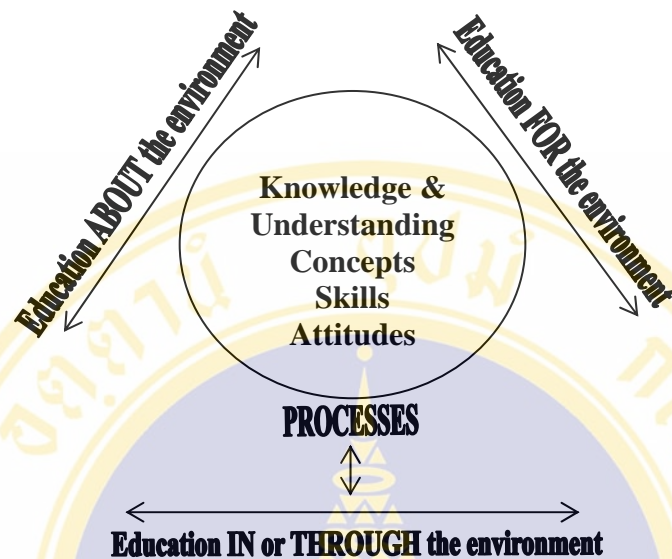 Education ABOUT the environment
Education FOR the environment
Knowledge &
Understanding
Concepts
Skills
Attitudes
PROCESSES
Education IN or THROUGH the environment